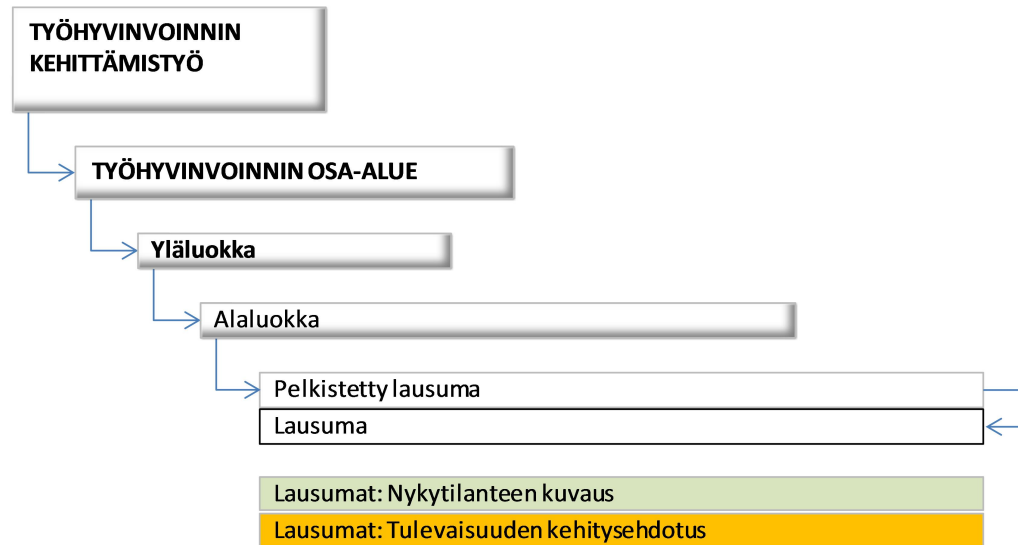 TYÖHYVINVOINNIN
KEHITTÄMISTYÖ
TYÖHYVINVOINNIN OSA-ALUE
Yläluokka
Alaluokka
Pelkistetty lausuma
Lausuma
Lausumat: Nykytilanteen kuvaus
Lausumat: Tulevaisuuden kehitysehdotus